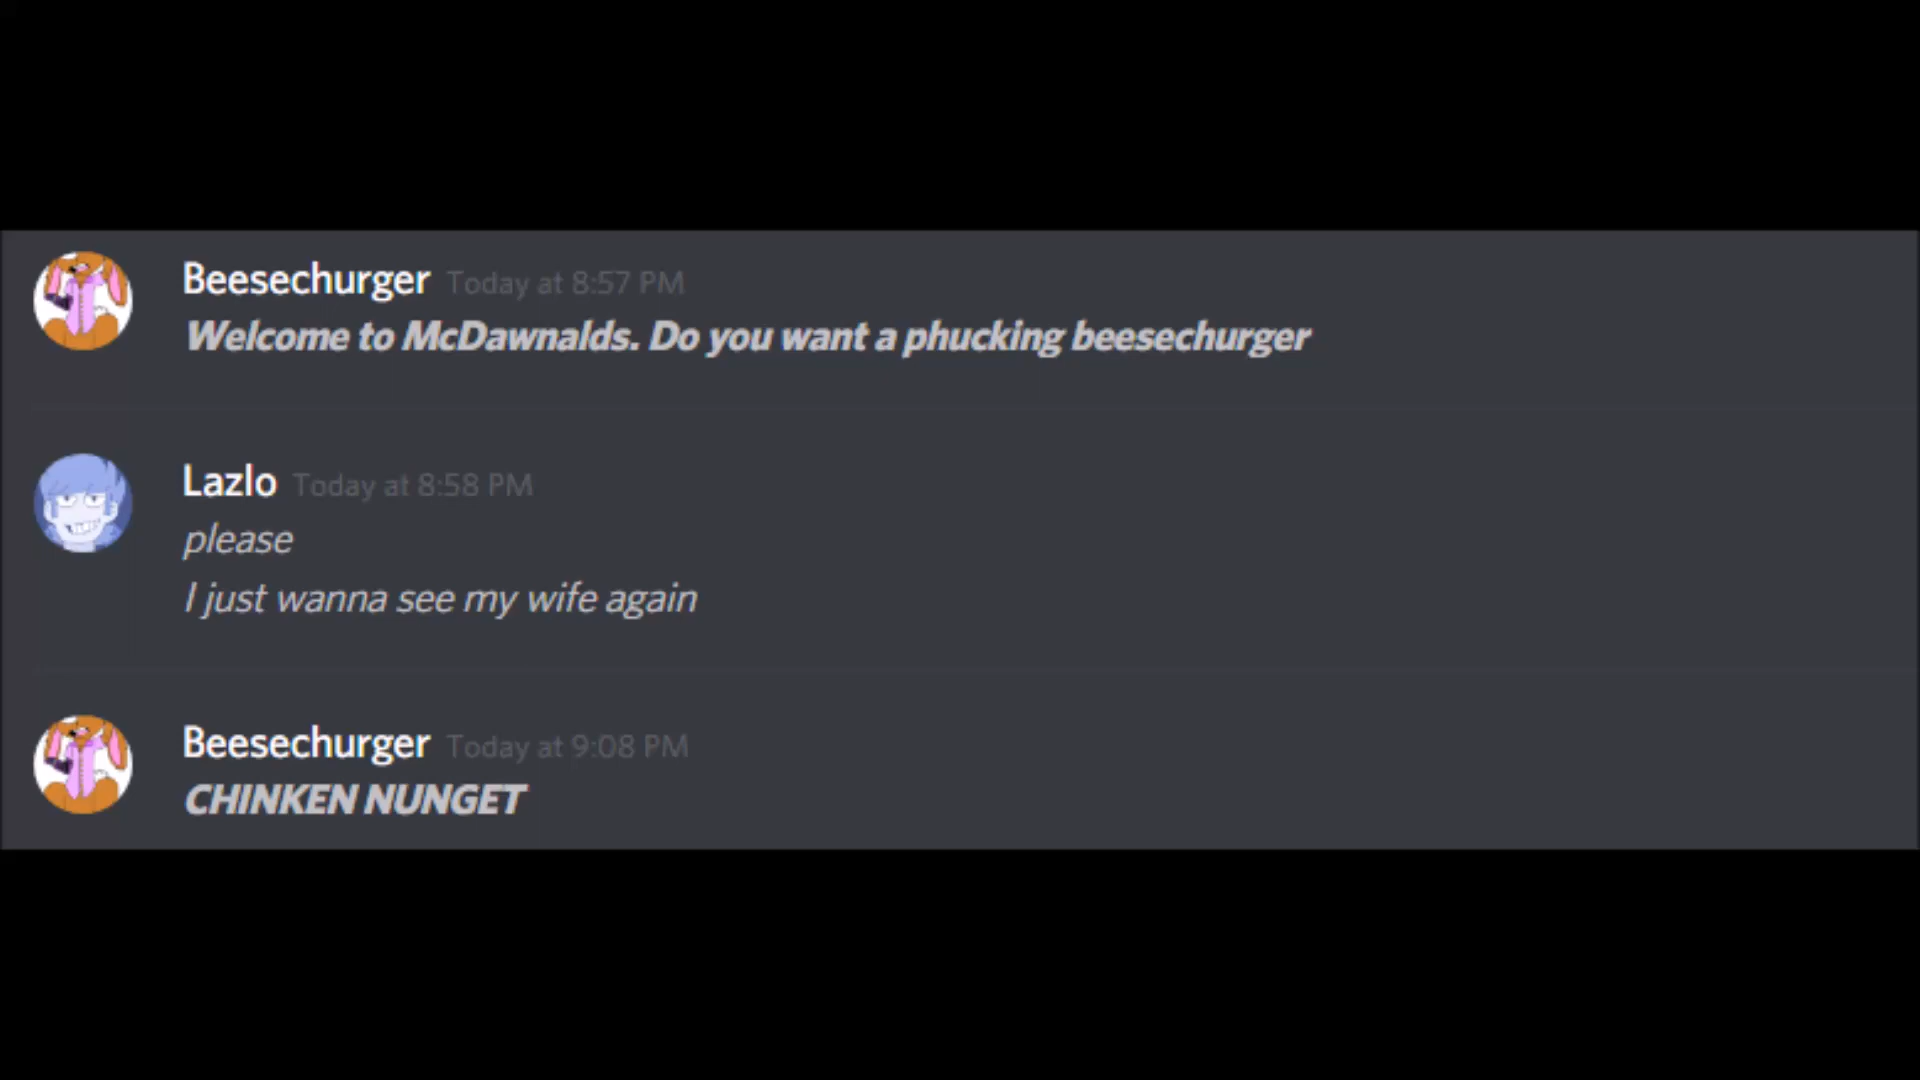 Beesechurger Today at 8:57 PM
Welcome to McDawnalds. Do you want a phucking beesechurger
Lazlo Today at 8:58 PM
please
I just wanna see my wife again
Beesechurger Today at 9:08 PM
CHINKEN NUNGET